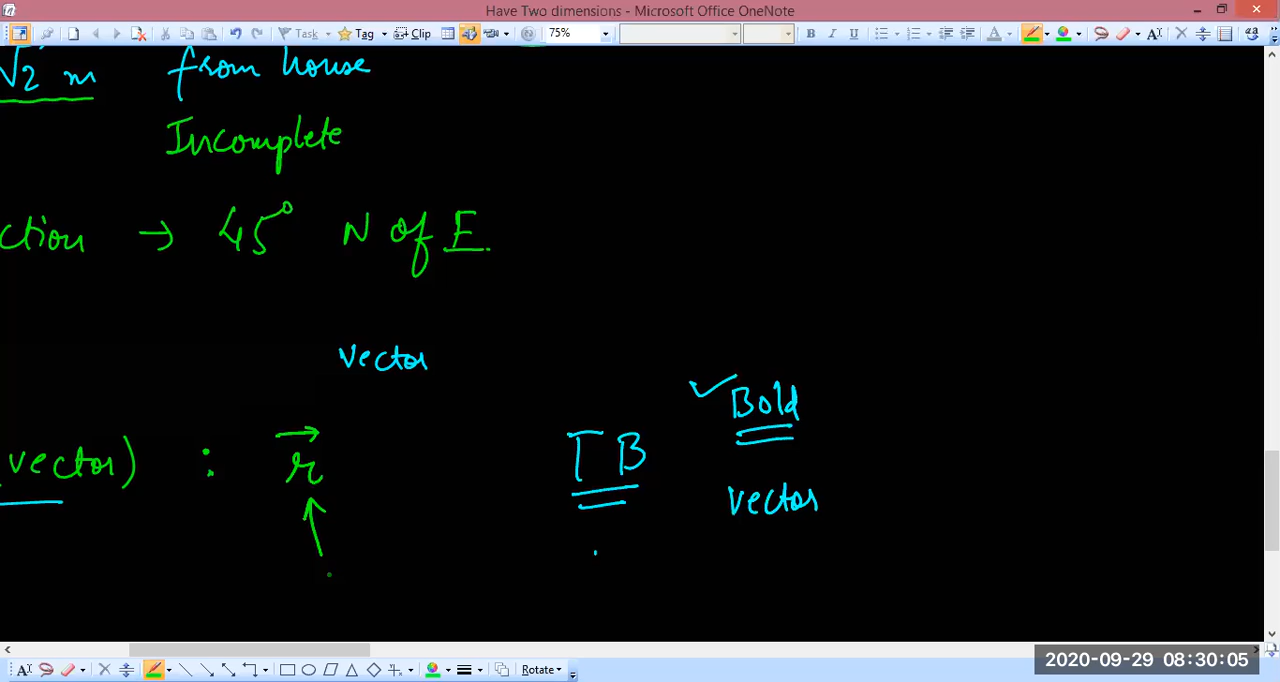 Have Two dimensions - Microsoft Office OneNote
Task Tag Clip 75% B I U A
√2 m from house
Incomplete
ction → 45° N of E
vector
✓ Bold
vector) : r⃗ TB
vector
2020-09-29 08:30:05
Rotate